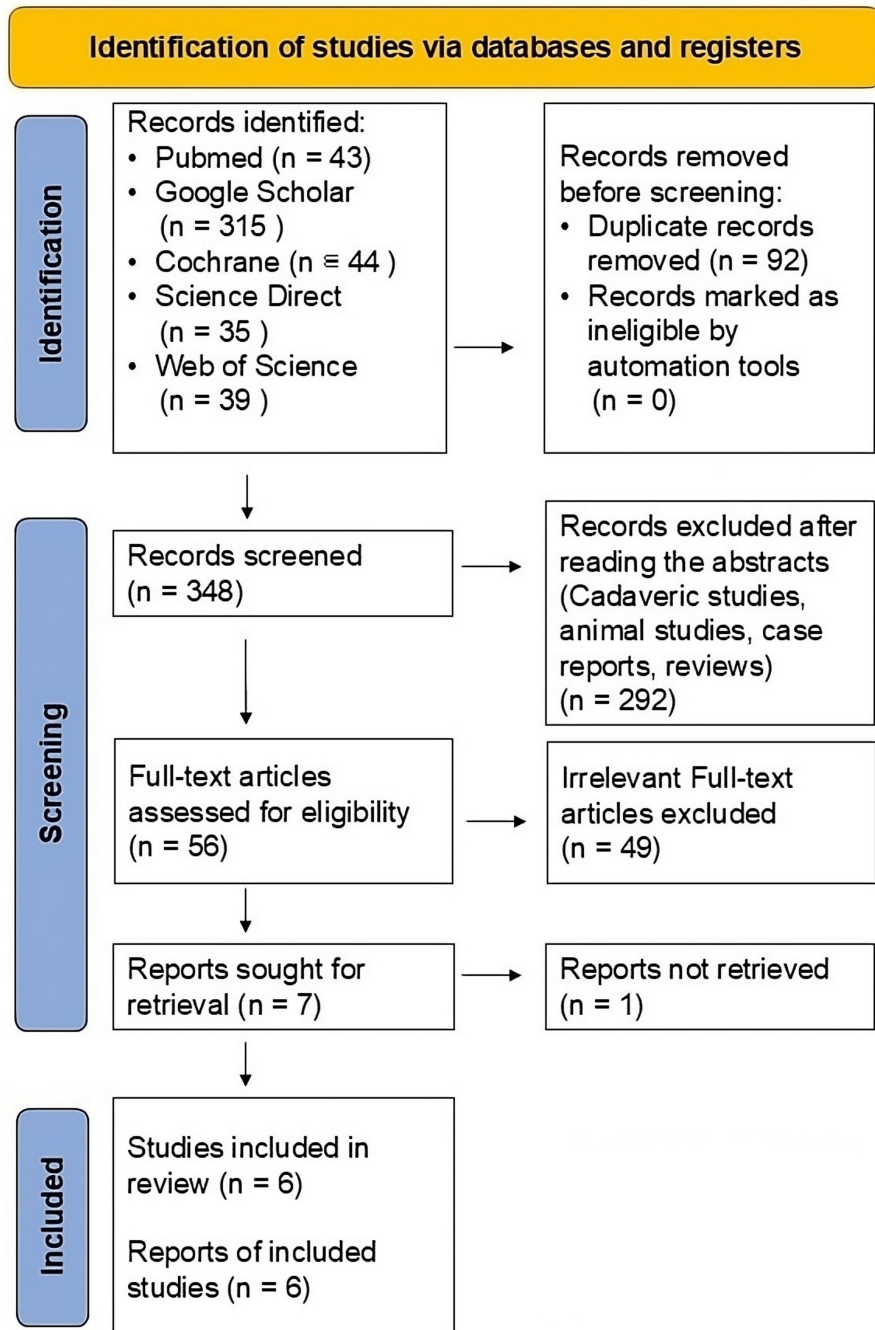 Identification of studies via databases and registers
Identification
Records identified:
• Pubmed (n = 43)
• Google Scholar
(n = 315 )
• Cochrane (n ≡ 44 )
• Science Direct
(n = 35 )
• Web of Science
(n = 39 )
Records removed
before screening:
• Duplicate records
removed (n = 92)
• Records marked as
ineligible by
automation tools
(n = 0)
Screening
Records screened
(n = 348)
Records excluded after
reading the abstracts
(Cadaveric studies,
animal studies, case
reports, reviews)
(n = 292)
Full-text articles
assessed for eligibility
(n = 56)
Irrelevant Full-text
articles excluded
(n = 49)
Reports sought for
retrieval (n = 7)
Reports not retrieved
(n = 1)
Included
Studies included in
review (n = 6)
Reports of included
studies (n = 6)